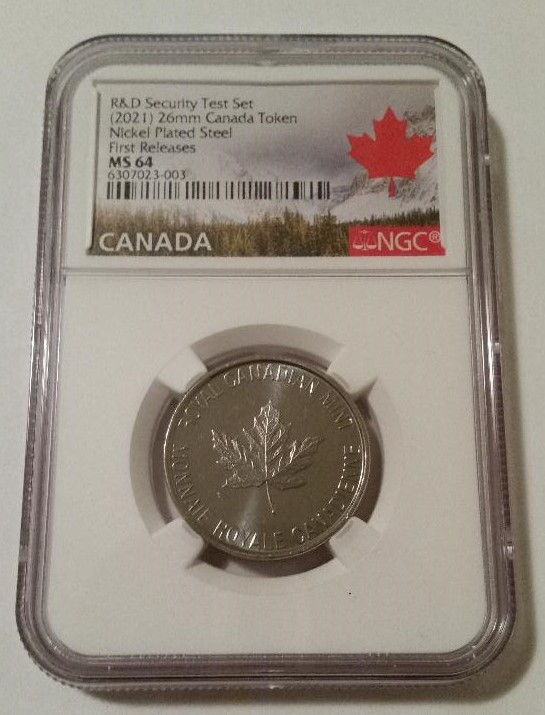 R&D Security Test Set
(2021) 26mm Canada Token
Nickel Plated Steel
First Releases
MS 64
6307023-003
CANADA
NGC®
ROYAL CANADIAN MINT
MONNAIE ROYALE CANADIENNE